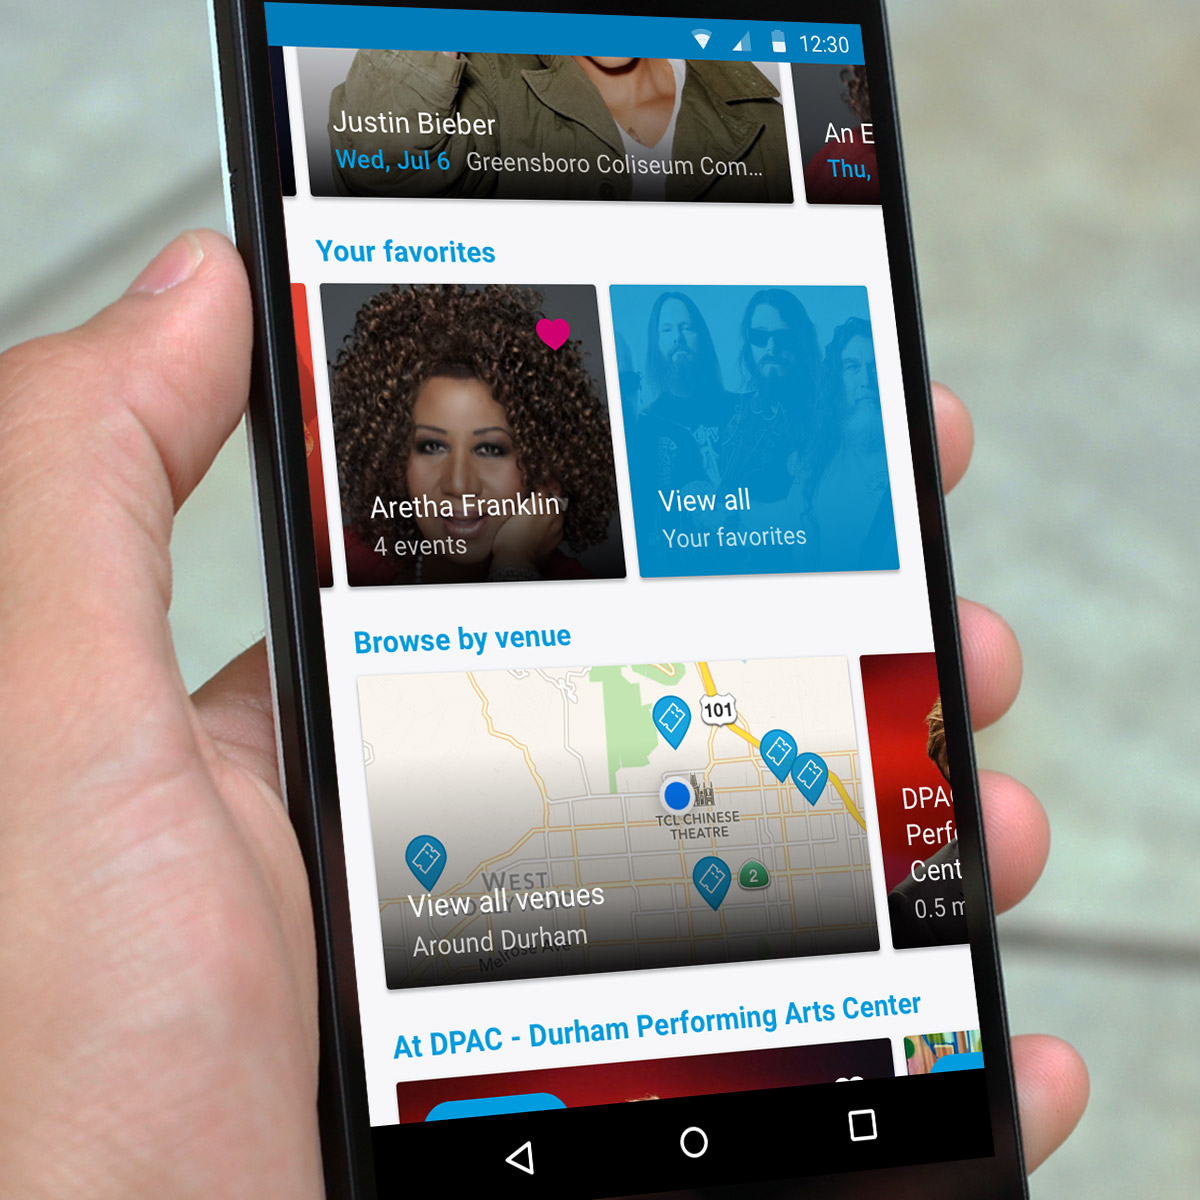 12:30
Justin Bieber
Wed, Jul 6 Greensboro Coliseum Com...
An E
Thu,
Your favorites
Aretha Franklin
4 events
View all
Your favorites
Browse by venue
101
TCL CHINESE
THEATRE
2
WEST
View all venues
Around Durham
Melrose Ave
DPA
Perf
Cent
0.5 m
At DPAC - Durham Performing Arts Center